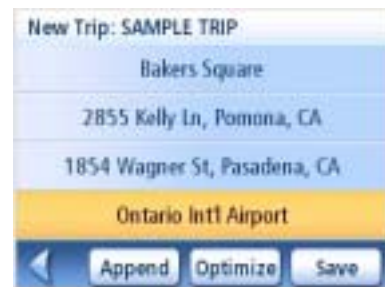 New Trip: SAMPLE TRIP
Bakers Square
2855 Kelly Ln, Pomona, CA
1854 Wagner St, Pasadena, CA
Ontario Int'l Airport
Append Optimize Save